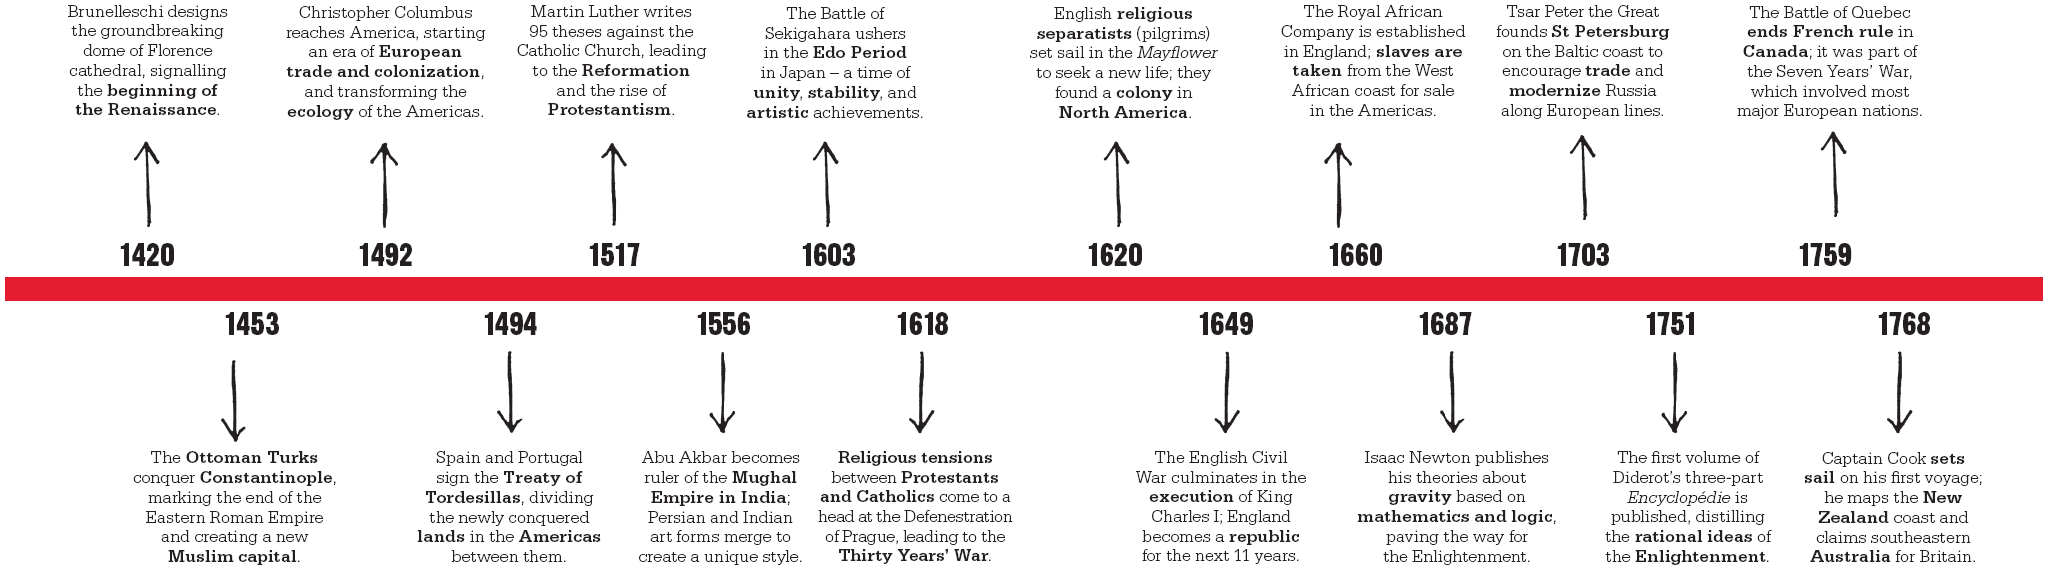 Brunelleschi designs
the groundbreaking
dome of Florence
cathedral, signalling
the beginning of
the Renaissance.
1420
Christopher Columbus
reaches America, starting
an era of European
trade and colonization,
and transforming the
ecology of the Americas.
1492
Martin Luther writes
95 theses against the
Catholic Church, leading
to the Reformation
and the rise of
Protestantism.
1517
The Battle of
Sekigahara ushers
in the Edo Period
in Japan – a time of
unity, stability, and
artistic achievements.
1603
English religious
separatists (pilgrims)
set sail in the Mayflower
to seek a new life; they
found a colony in
North America.
1620
The Royal African
Company is established
in England; slaves are
taken from the West
African coast for sale
in the Americas.
1660
Tsar Peter the Great
founds St Petersburg
on the Baltic coast to
encourage trade and
modernize Russia
along European lines.
1703
The Battle of Quebec
ends French rule in
Canada; it was part of
the Seven Years’ War,
which involved most
major European nations.
1759
1453
The Ottoman Turks
conquer Constantinople,
marking the end of the
Eastern Roman Empire
and creating a new
Muslim capital.
1494
Spain and Portugal
sign the Treaty of
Tordesillas, dividing
the newly conquered
lands in the Americas
between them.
1556
Abu Akbar becomes
ruler of the Mughal
Empire in India;
Persian and Indian
art forms merge to
create a unique style.
1618
Religious tensions
between Protestants
and Catholics come to a
head at the Defenestration
of Prague, leading to the
Thirty Years’ War.
1649
The English Civil
War culminates in the
execution of King
Charles I; England
becomes a republic
for the next 11 years.
1687
Isaac Newton publishes
his theories about
gravity based on
mathematics and logic,
paving the way for
the Enlightenment.
1751
The first volume of
Diderot’s three-part
Encyclopédie is
published, distilling
the rational ideas of
the Enlightenment.
1768
Captain Cook sets
sail on his first voyage;
he maps the New
Zealand coast and
claims southeastern
Australia for Britain.